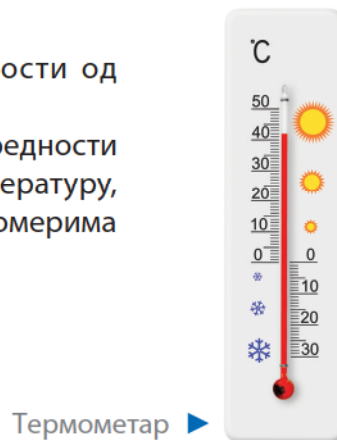 ости од
редности
ературу,
омерима
°C
50
40
30
20
10
0 0
10
20
30
Термометар